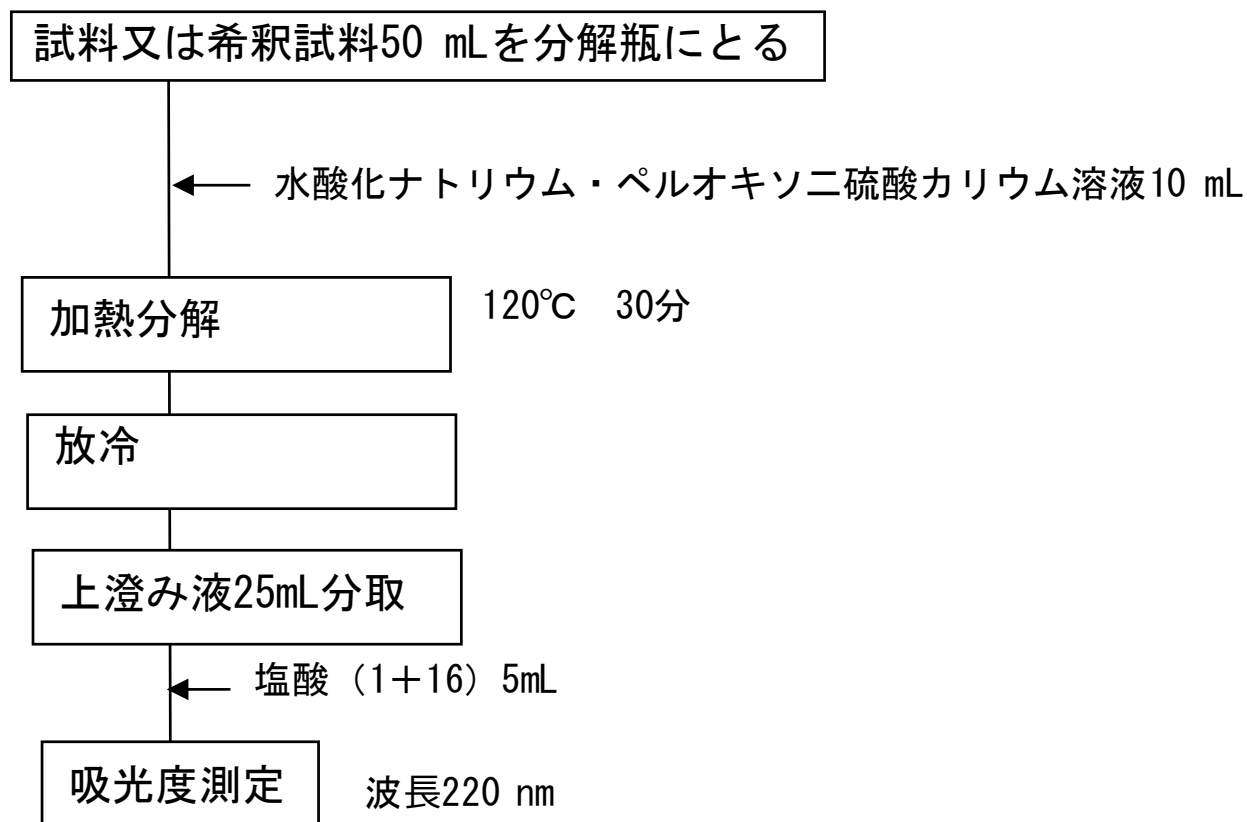 試料又は希釈試料50 mLを分解瓶にとる
水酸化ナトリウム・ペルオキソ二硫酸カリウム溶液10 mL
加熱分解
120℃　30分
放冷
上澄み液25mL分取
塩酸（1＋16）5mL
吸光度測定
波長220 nm